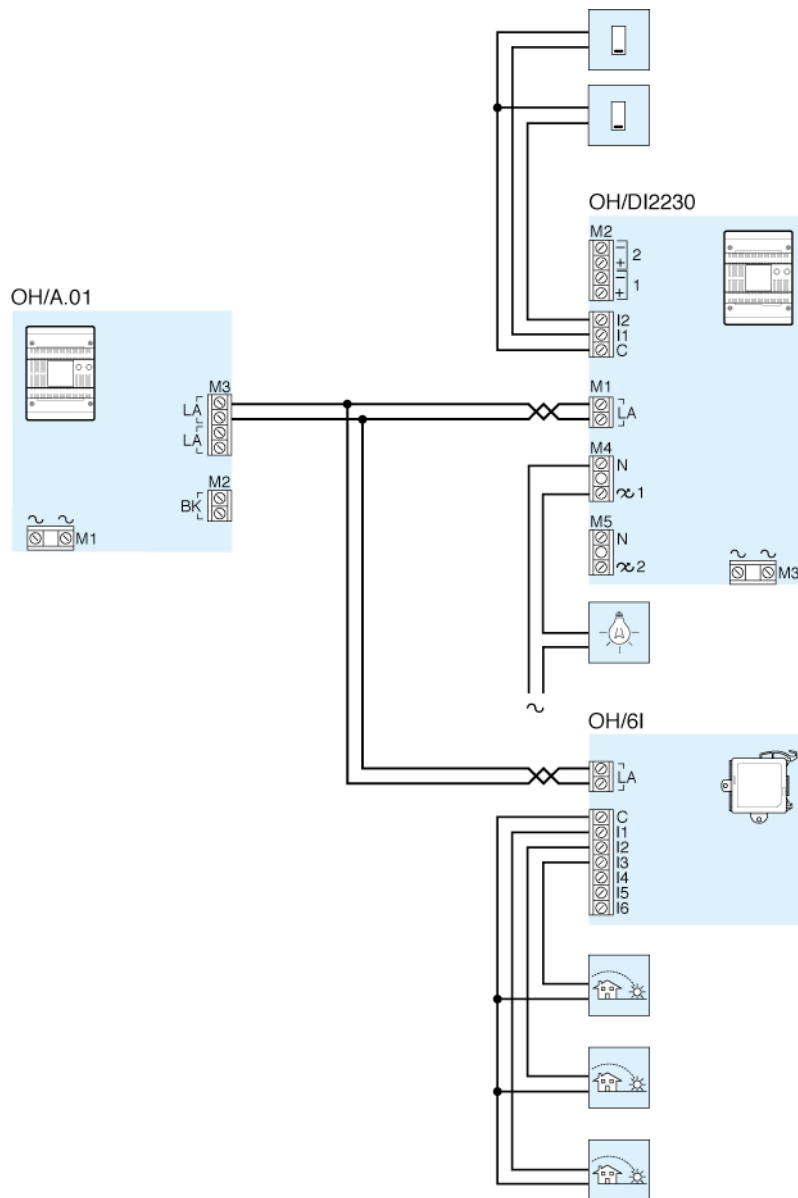 OH/DI2230
M2
− 2
+
− 1
+
I2
I1
C
OH/A.01
M3
LA
LA
M2
BK
∼ ∼
M1
M1
LA
M4
N
1
M5
N
2
∼ ∼
M3
∼
OH/6I
LA
C
I1
I2
I3
I4
I5
I6